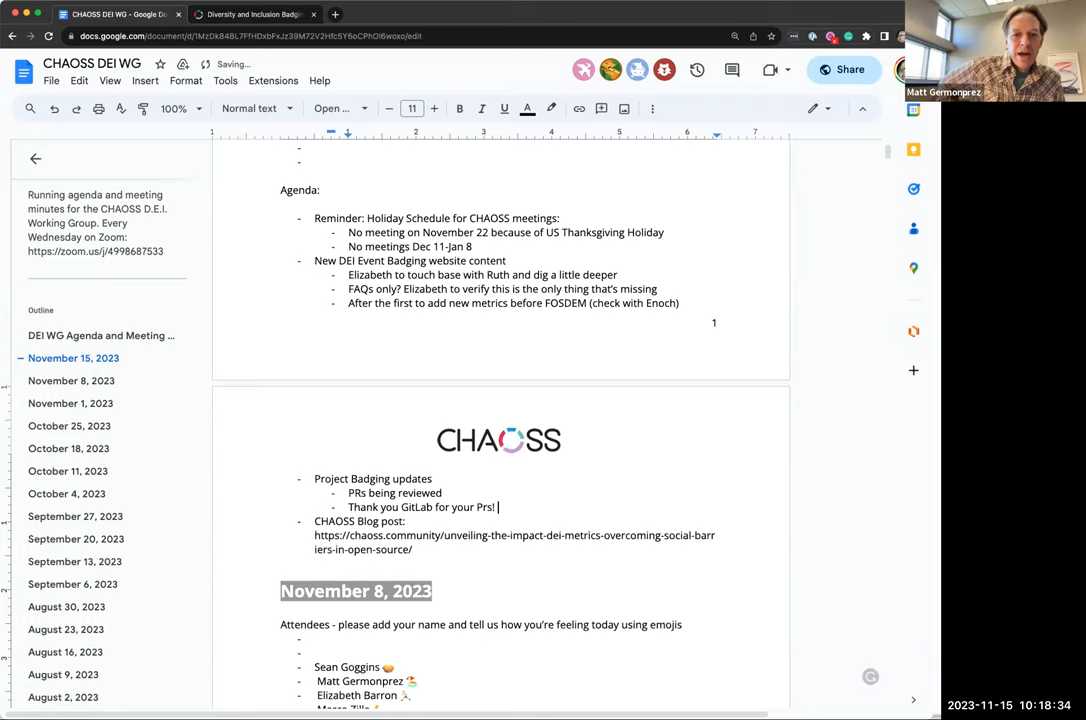 CHAOSS DEI WG - Google Do
Diversity and Inclusion Badgin
docs.google.com/document/d/1MzDk84BL7FfHDxbFxJz39M72V2Hfc5Y6oCPhOl6woxo/edit
CHAOSS DEI WG
Saving...
File Edit View Insert Format Tools Extensions Help
Share
Matt Germonprez
100%
Normal text
Open ...
11
1 1 2 3 4 5 6 7
Running agenda and meeting
minutes for the CHAOSS D.E.I.
Working Group. Every
Wednesday on Zoom:
https://zoom.us/j/4998687533
Outline
DEI WG Agenda and Meeting ...
November 15, 2023
November 8, 2023
November 1, 2023
October 25, 2023
October 18, 2023
October 11, 2023
October 4, 2023
September 27, 2023
September 20, 2023
September 13, 2023
September 6, 2023
August 30, 2023
August 23, 2023
August 16, 2023
August 9, 2023
August 2, 2023
-
-
Agenda:
- Reminder: Holiday Schedule for CHAOSS meetings:
- No meeting on November 22 because of US Thanksgiving Holiday
- No meetings Dec 11-Jan 8
- New DEI Event Badging website content
- Elizabeth to touch base with Ruth and dig a little deeper
- FAQs only? Elizabeth to verify this is the only thing that's missing
- After the first to add new metrics before FOSDEM (check with Enoch)
1
CHAOSS
- Project Badging updates
- PRs being reviewed
- Thank you GitLab for your Prs!
- CHAOSS Blog post:
https://chaoss.community/unveiling-the-impact-dei-metrics-overcoming-social-barr
iers-in-open-source/
November 8, 2023
Attendees - please add your name and tell us how you're feeling today using emojis
-
-
- Sean Goggins 🥧
- Matt Germonprez 🏖️
- Elizabeth Barron
2023-11-15 10:18:34